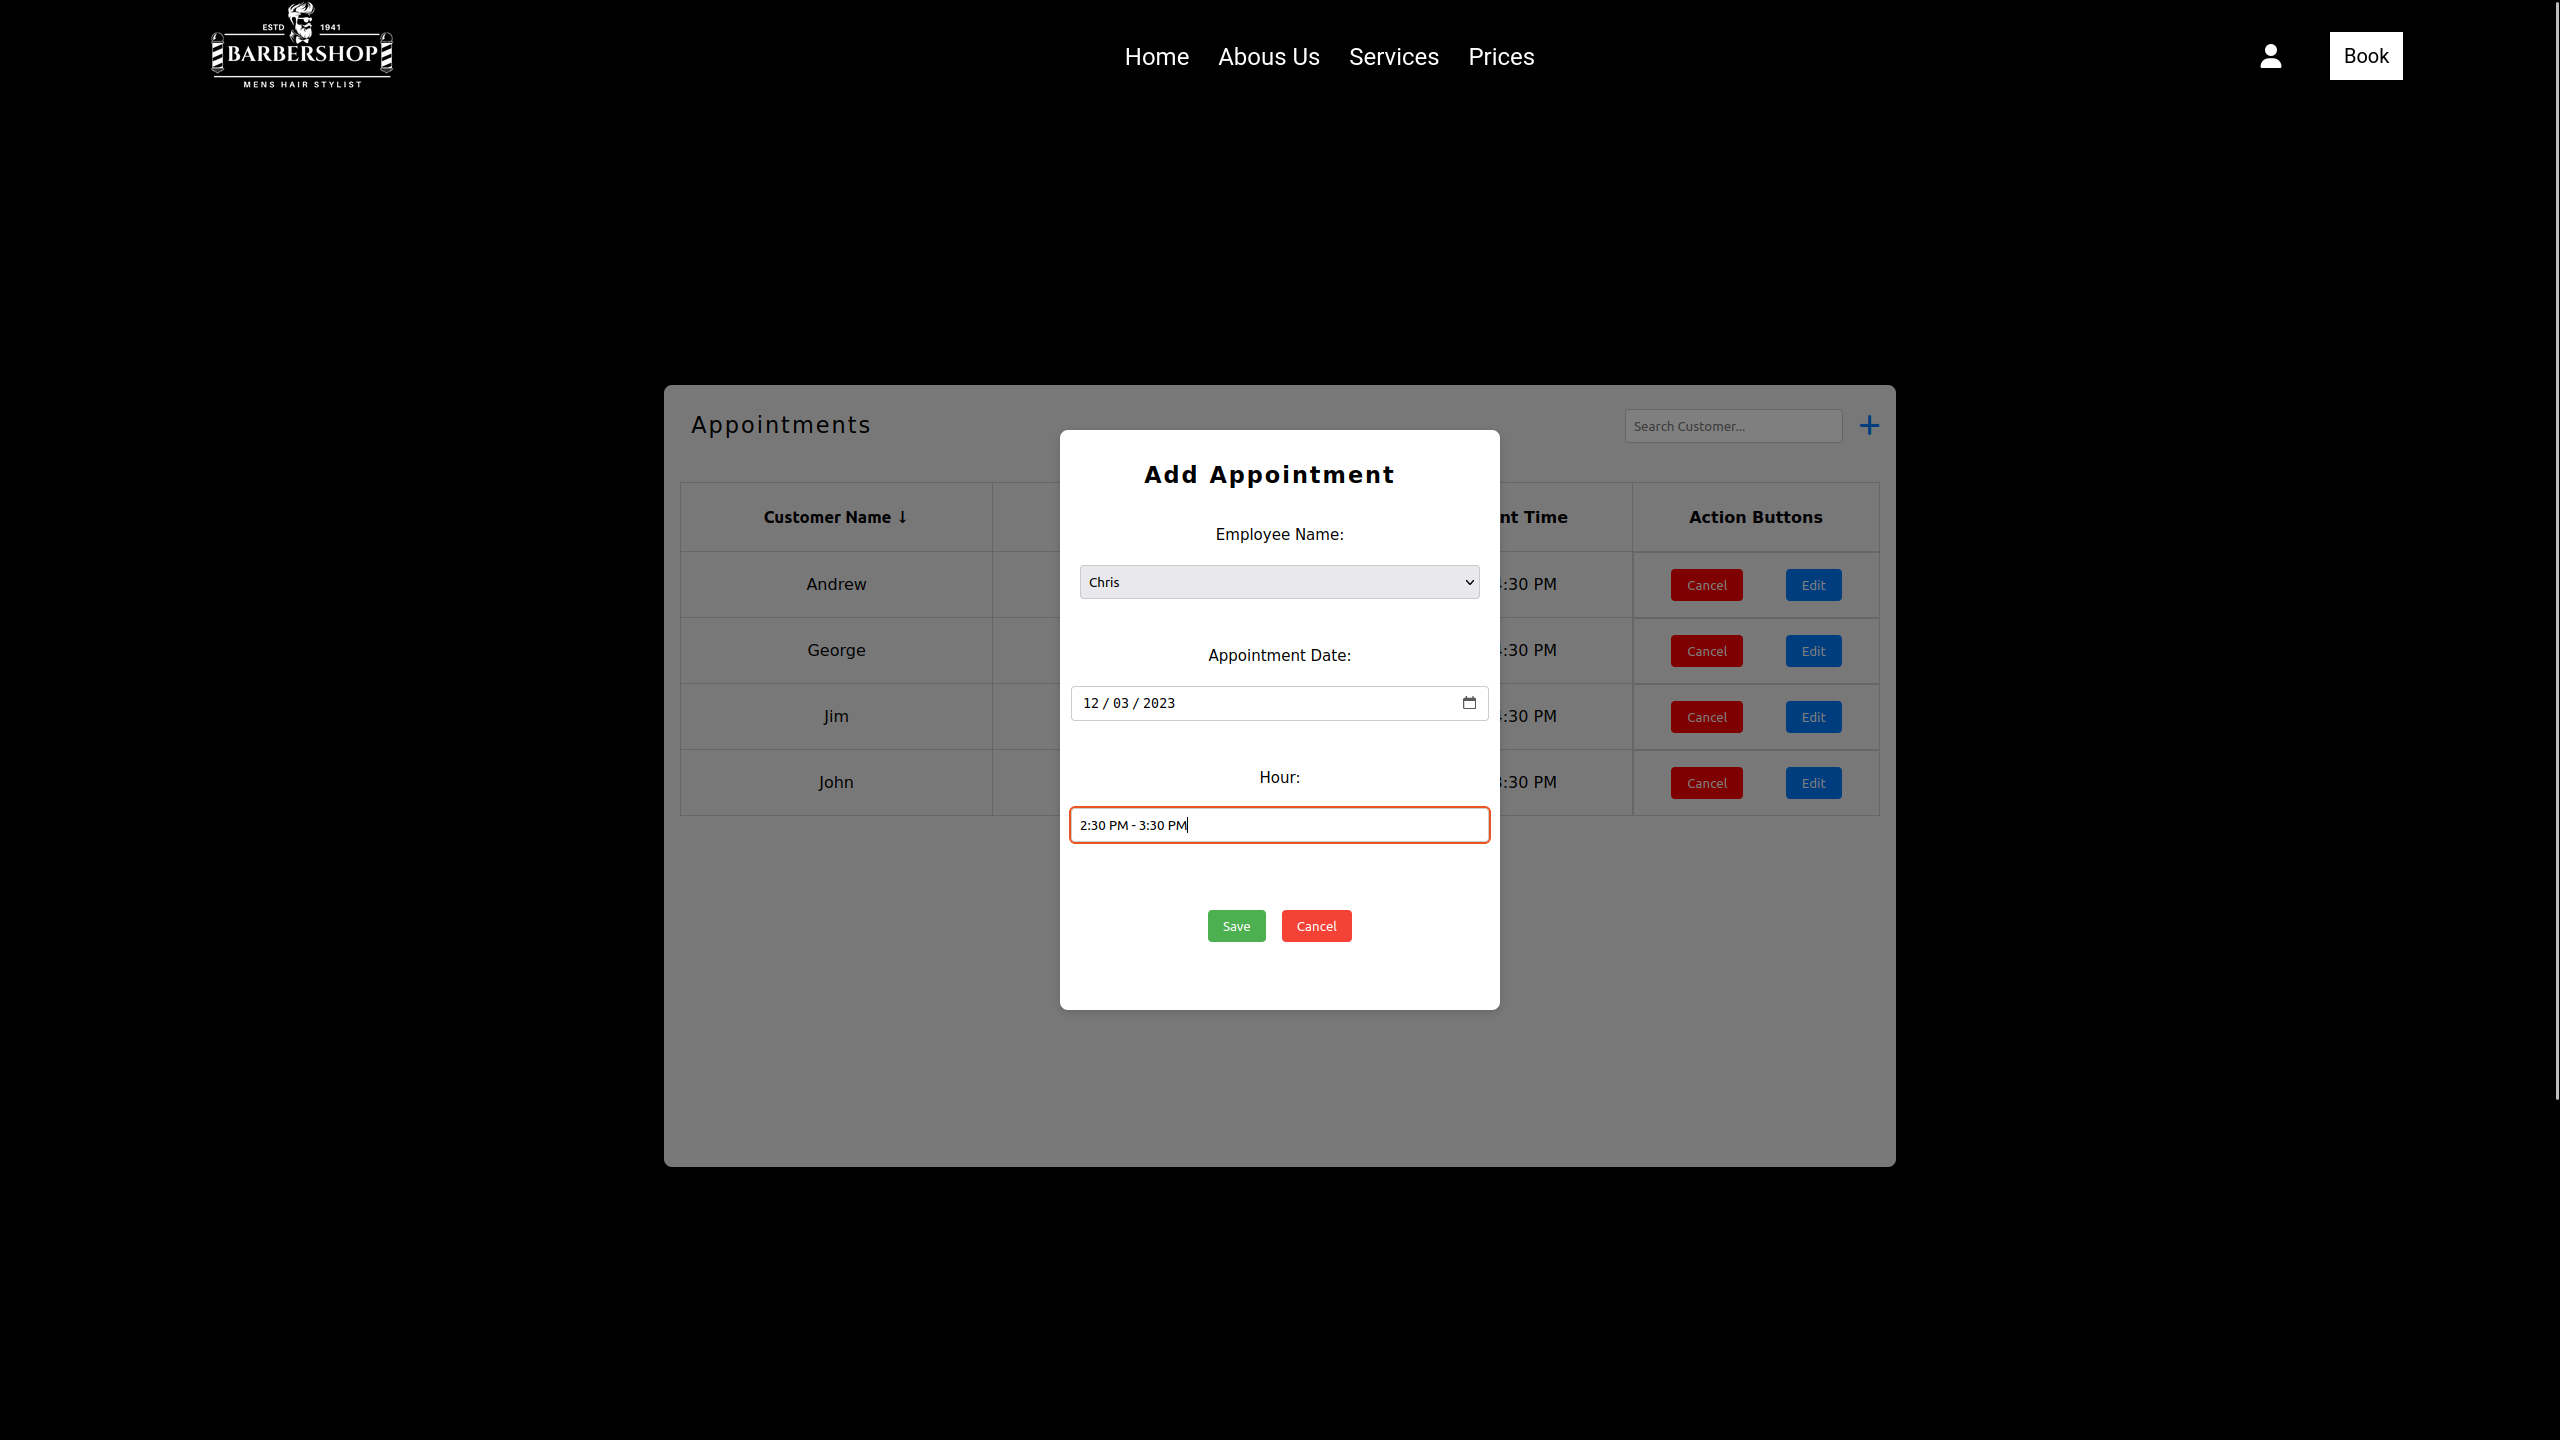 ESTD 1941
BARBERSHOP
MENS HAIR STYLIST
Home Abous Us Services Prices
Book
Appointments
Search Customer...
+
Add Appointment
Employee Name:
Chris
Appointment Date:
12/03/2023
Hour:
2:30 PM - 3:30 PM
Save Cancel
Customer Name ↓ nt Time Action Buttons
Andrew :30 PM Cancel Edit
George :30 PM Cancel Edit
Jim :30 PM Cancel Edit
John :30 PM Cancel Edit